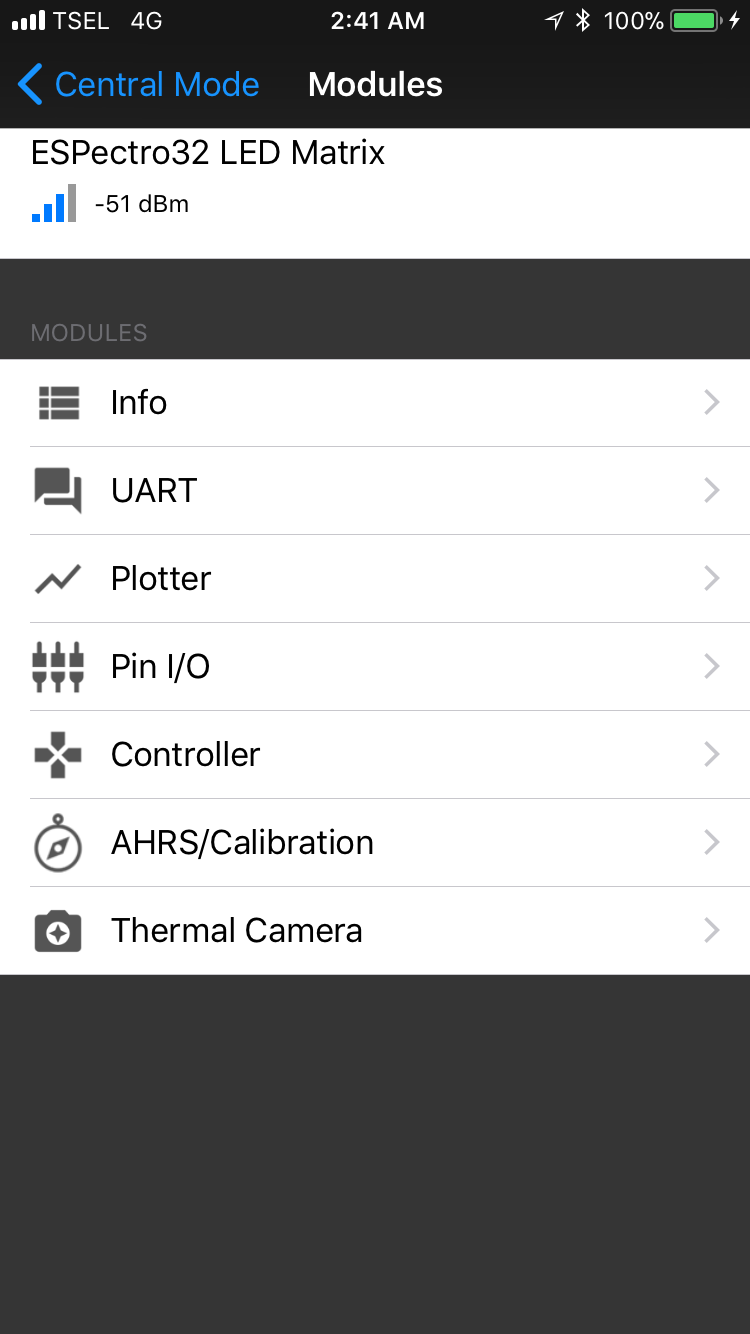 TSEL 4G 2:41 AM 100%
Central Mode Modules
ESPectro32 LED Matrix
-51 dBm
MODULES
Info
UART
Plotter
Pin I/O
Controller
AHRS/Calibration
Thermal Camera